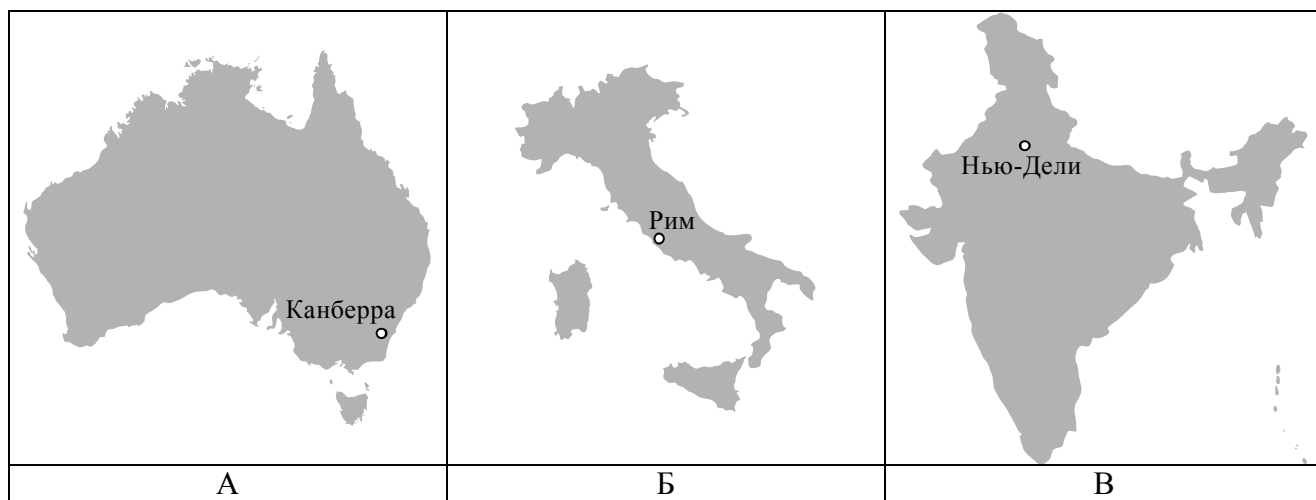 Канберра
Рим
Нью-Дели
А
Б
В